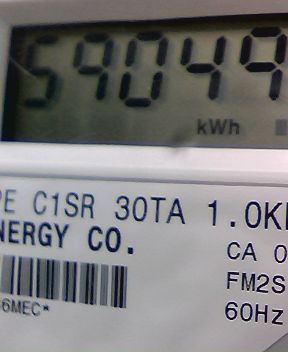 59049
kWh
PE C1SR 30TA 1.0K
NERGY CO.
CA 0
FM2S
6MEC*
60Hz